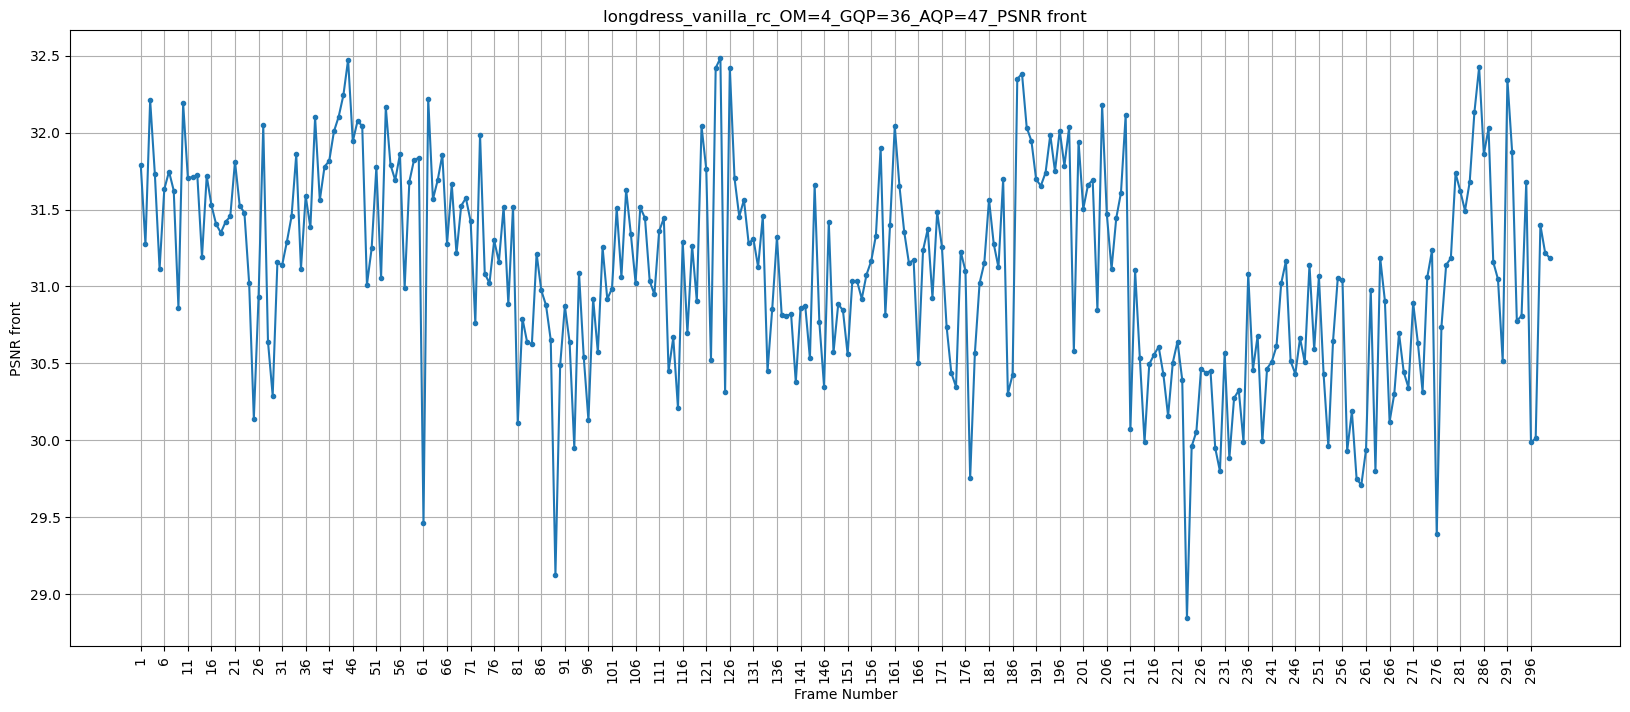 longdress_vanilla_rc_OM=4_GQP=36_AQP=47_PSNR front
32.5
32.0
31.5
31.0
30.5
30.0
29.5
29.0
PSNR front
1 6 11 16 21 26 31 36 41 46 51 56 61 66 71 76 81 86 91 96 101 106 111 116 121 126 131 136 141 146 151 156 161 166 171 176 181 186 191 196 201 206 211 216 221 226 231 236 241 246 251 256 261 266 271 276 281 286 291 296
Frame Number